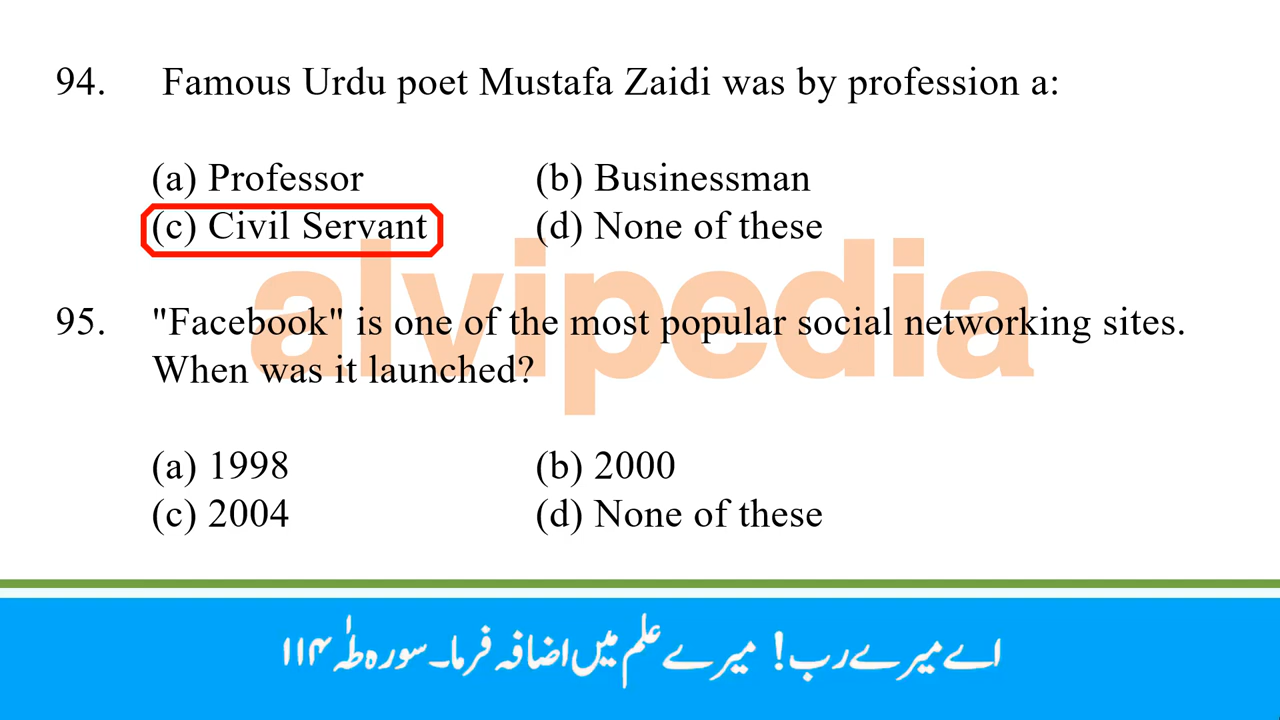 94. Famous Urdu poet Mustafa Zaidi was by profession a:
(a) Professor (b) Businessman
(c) Civil Servant (d) None of these
alvipedia
95. "Facebook" is one of the most popular social networking sites.
When was it launched?
(a) 1998 (b) 2000
(c) 2004 (d) None of these
اے میرے رب! میرے علم میں اضافہ فرما۔ سورہ طہٰ ۱۱۴